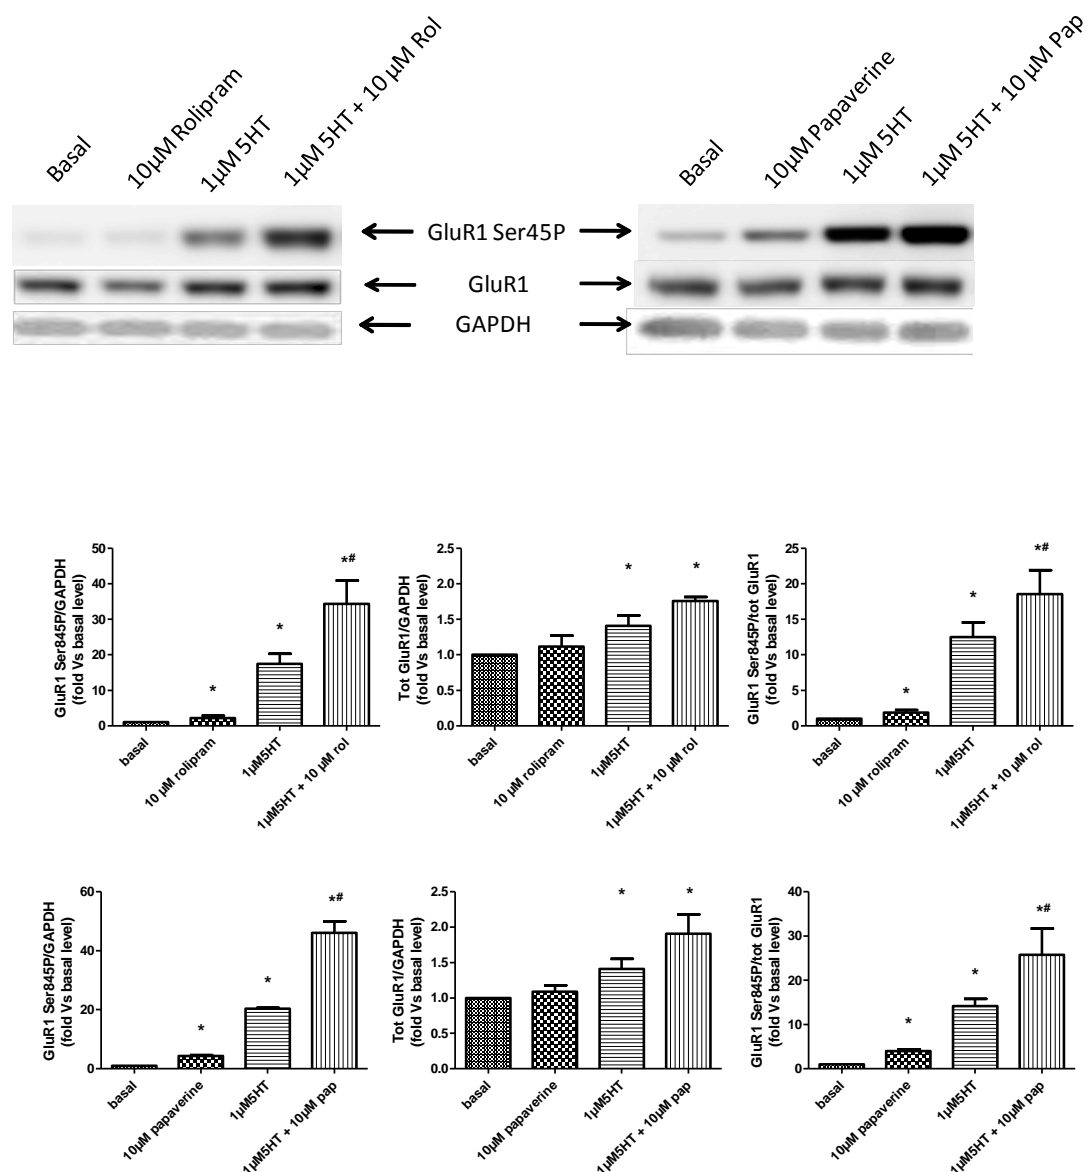 Basal
10µM Rolipram
1µM 5HT
1µM 5HT + 10 µM Rol
Basal
10µM Papaverine
1µM 5HT
1µM 5HT + 10 µM Pap
GluR1 Ser45P
GluR1
GAPDH
GluR1 Ser845P/GAPDH
(fold Vs basal level)
50
40
30
20
10
0
*
*
*#
basal
10 µM rolipram
1µM5HT
1µM5HT + 10 µM rol
Tot GluR1/GAPDH
(fold Vs basal level)
2.5
2.0
1.5
1.0
0.5
0.0
*
*
basal
10 µM rolipram
1µM5HT
1µM5HT + 10 µM rol
GluR1 Ser845P/tot GluR1
(fold Vs basal level)
25
20
15
10
5
0
*
*
*#
basal
10 µM rolipram
1µM5HT
1µM5HT + 10 µM rol
GluR1 Ser845P/GAPDH
(fold Vs basal level)
60
40
20
0
*
*
*#
basal
10µM papaverine
1µM5HT
1µM5HT + 10µM pap
Tot GluR1/GAPDH
(fold Vs basal level)
2.5
2.0
1.5
1.0
0.5
0.0
*
*
basal
10µM papaverine
1µM5HT
1µM5HT + 10µM pap
GluR1 Ser845P/tot GluR1
(fold Vs basal level)
40
30
20
10
0
*
*
*#
basal
10µM papaverine
1µM5HT
1µM5HT + 10µM pap